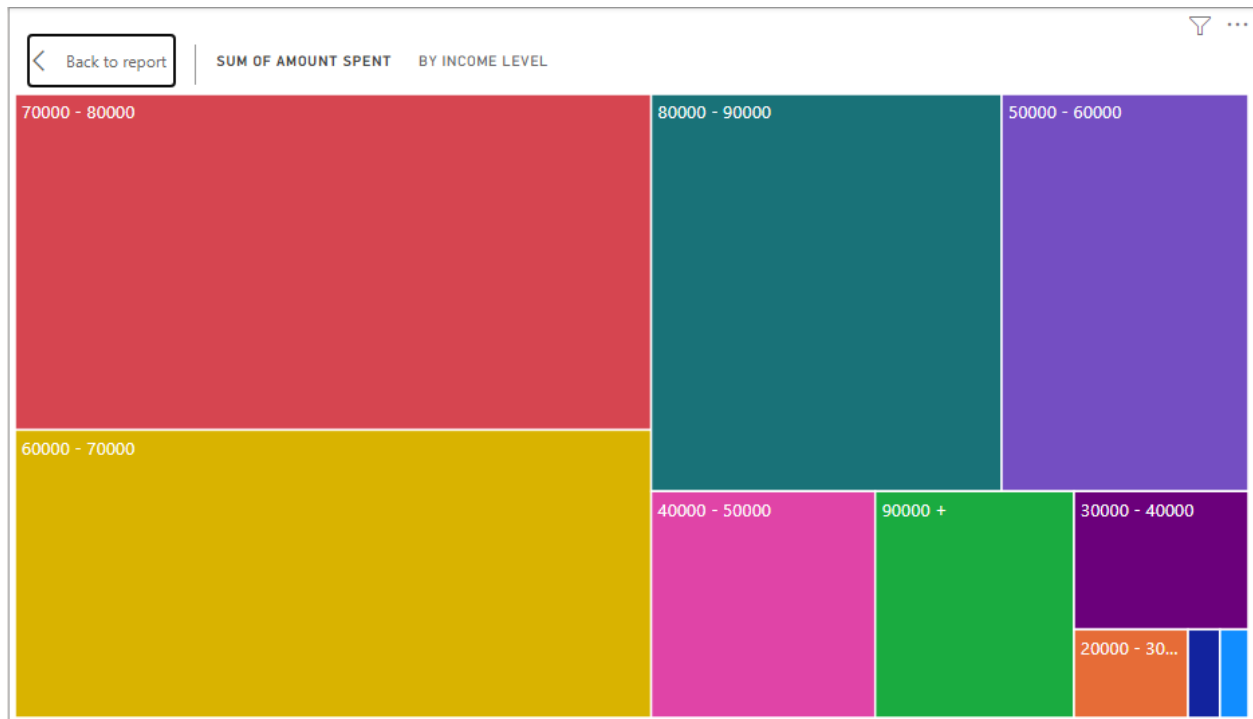 Back to report
SUM OF AMOUNT SPENT BY INCOME LEVEL
70000 - 80000
80000 - 90000
50000 - 60000
60000 - 70000
40000 - 50000
90000 +
30000 - 40000
20000 - 30...